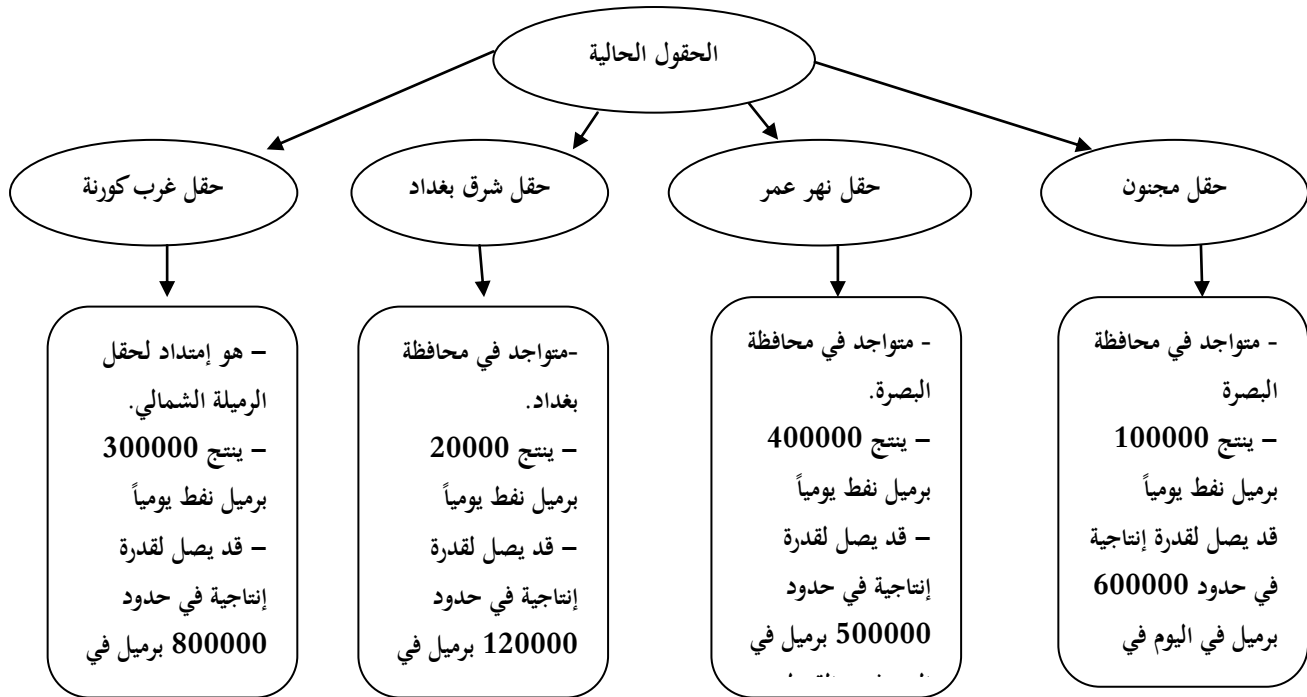 الحقول الحالية
حقل مجنون
حقل نهر عمر
حقل شرق بغداد
حقل غرب كورنة
- متواجد في محافظة
البصرة
– ينتج 100000
برميل نفط يومياً
قد يصل لقدرة إنتاجية
في حدود 600000
برميل في اليوم في
- متواجد في محافظة
البصرة.
– ينتج 400000
برميل نفط يومياً
– قد يصل لقدرة
إنتاجية في حدود
500000 برميل في
-متواجد في محافظة
بغداد.
– ينتج 20000
برميل نفط يومياً
– قد يصل لقدرة
إنتاجية في حدود
120000 برميل في
– هو إمتداد لحقل
الرميلة الشمالي.
– ينتج 300000
برميل نفط يومياً
– قد يصل لقدرة
إنتاجية في حدود
800000 برميل في